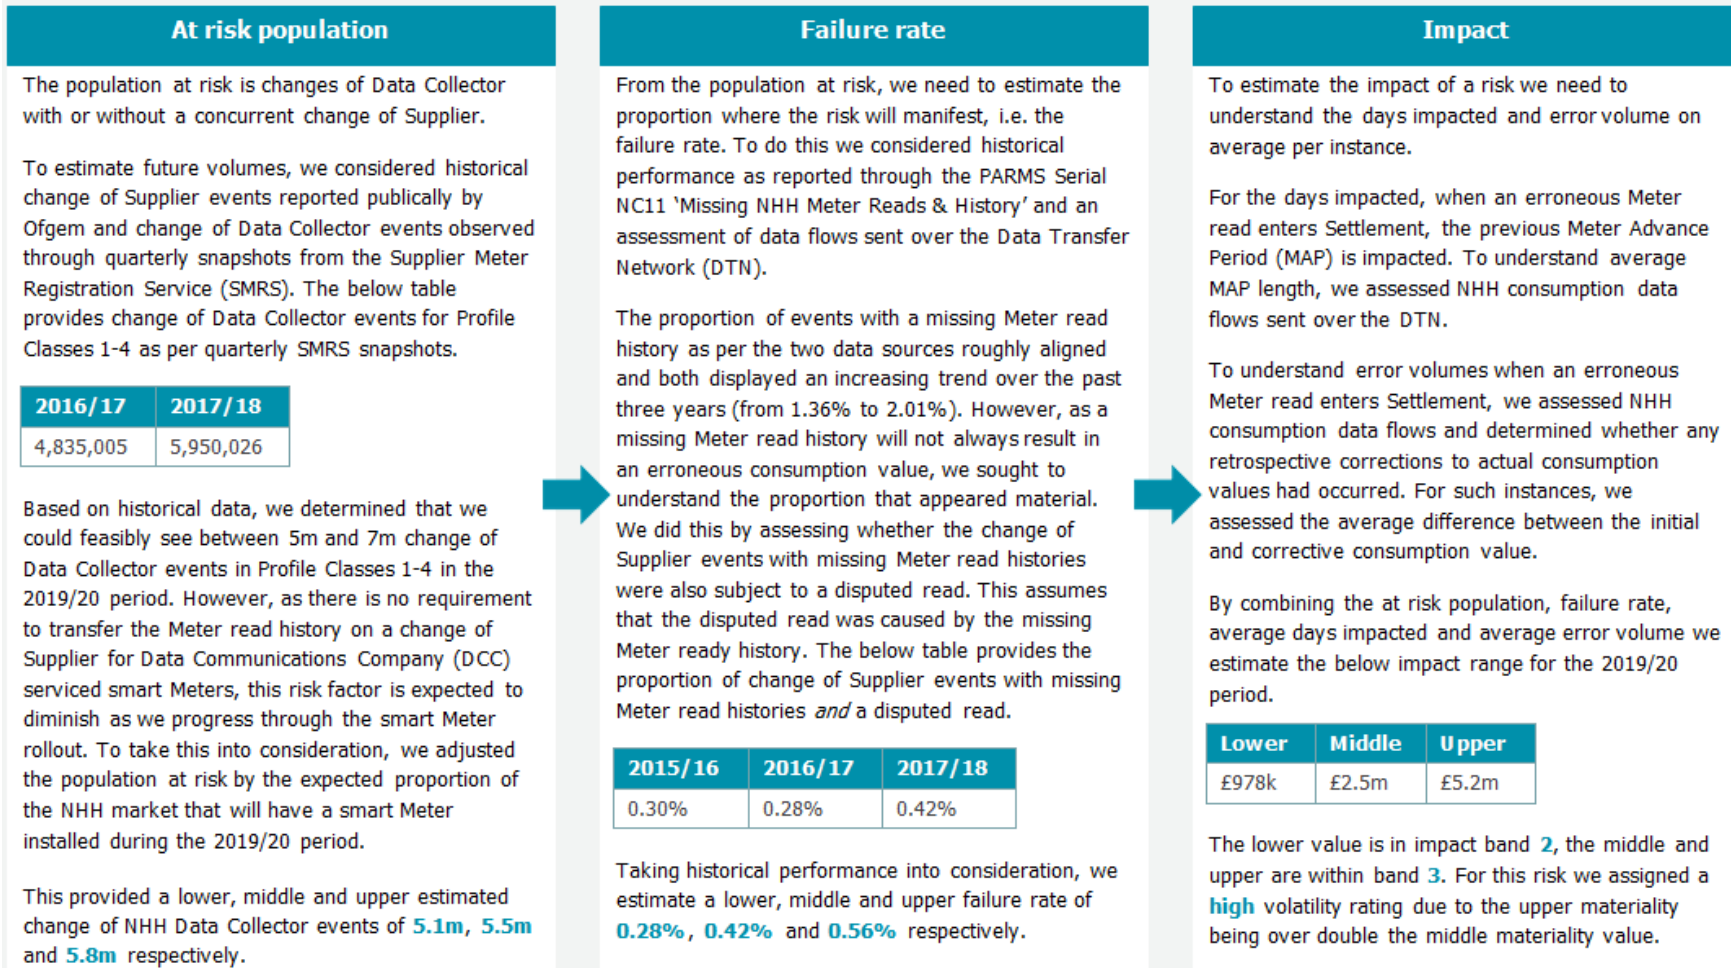 At risk population
The population at risk is changes of Data Collector
with or without a concurrent change of Supplier.
To estimate future volumes, we considered historical
change of Supplier events reported publically by
Ofgem and change of Data Collector events observed
through quarterly snapshots from the Supplier Meter
Registration Service (SMRS). The below table
provides change of Data Collector events for Profile
Classes 1-4 as per quarterly SMRS snapshots.
2016/17 2017/18
4,835,005 5,950,026
Based on historical data, we determined that we
could feasibly see between 5m and 7m change of
Data Collector events in Profile Classes 1-4 in the
2019/20 period. However, as there is no requirement
to transfer the Meter read history on a change of
Supplier for Data Communications Company (DCC)
serviced smart Meters, this risk factor is expected to
diminish as we progress through the smart Meter
rollout. To take this into consideration, we adjusted
the population at risk by the expected proportion of
the NHH market that will have a smart Meter
installed during the 2019/20 period.
This provided a lower, middle and upper estimated
change of NHH Data Collector events of 5.1m, 5.5m
and 5.8m respectively.
Failure rate
From the population at risk, we need to estimate the
proportion where the risk will manifest, i.e. the
failure rate. To do this we considered historical
performance as reported through the PARMS Serial
NC11 ‘Missing NHH Meter Reads & History’ and an
assessment of data flows sent over the Data Transfer
Network (DTN).
The proportion of events with a missing Meter read
history as per the two data sources roughly aligned
and both displayed an increasing trend over the past
three years (from 1.36% to 2.01%). However, as a
missing Meter read history will not always result in
an erroneous consumption value, we sought to
understand the proportion that appeared material.
We did this by assessing whether the change of
Supplier events with missing Meter read histories
were also subject to a disputed read. This assumes
that the disputed read was caused by the missing
Meter ready history. The below table provides the
proportion of change of Supplier events with missing
Meter read histories and a disputed read.
2015/16 2016/17 2017/18
0.30% 0.28% 0.42%
Taking historical performance into consideration, we
estimate a lower, middle and upper failure rate of
0.28%, 0.42% and 0.56% respectively.
Impact
To estimate the impact of a risk we need to
understand the days impacted and error volume on
average per instance.
For the days impacted, when an erroneous Meter
read enters Settlement, the previous Meter Advance
Period (MAP) is impacted. To understand average
MAP length, we assessed NHH consumption data
flows sent over the DTN.
To understand error volumes when an erroneous
Meter read enters Settlement, we assessed NHH
consumption data flows and determined whether any
retrospective corrections to actual consumption
values had occurred. For such instances, we
assessed the average difference between the initial
and corrective consumption value.
By combining the at risk population, failure rate,
average days impacted and average error volume we
estimate the below impact range for the 2019/20
period.
Lower Middle Upper
£978k £2.5m £5.2m
The lower value is in impact band 2, the middle and
upper are within band 3. For this risk we assigned a
high volatility rating due to the upper materiality
being over double the middle materiality value.